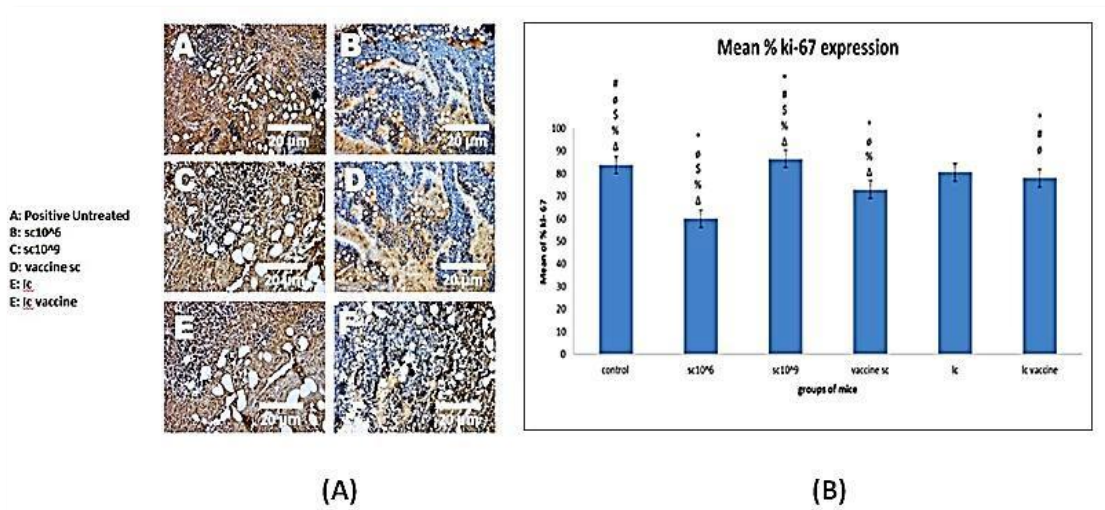 A
B
20 µm
20 µm
C
D
20 µm
20 µm
E
F
20 µm
20 µm
A: Positive Untreated
B: sc10^6
C: sc10^9
D: vaccine sc
E: lc
E: lc vaccine
(A)
Mean % ki-67 expression
Mean of % ki- 67
100
90
80
70
60
50
40
30
20
10
0
# ø $ % Δ
* ø $ % Δ
* # $ % Δ
* ø % Δ
* # ø
control sc10^6 sc10^9 vaccine sc lc lc vaccine
groups of mice
(B)